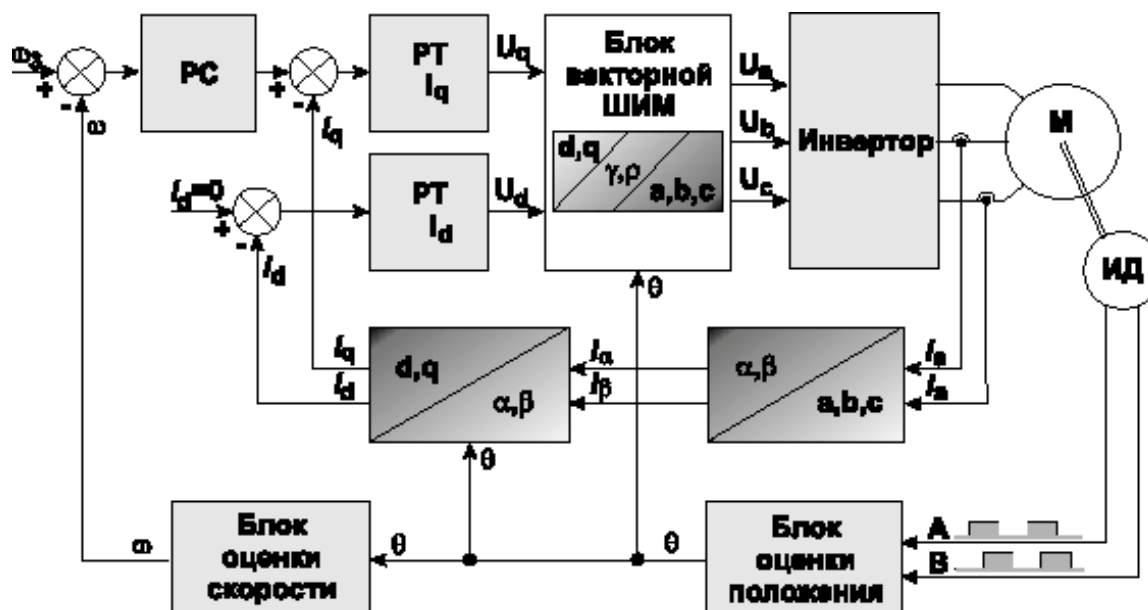 ωз
+
-
ω
РС
+
-
iq
РТ
Iq
Uq
Блок
векторной
ШИМ
d,q
γ,ρ
a,b,c
Ua
Ub
Uc
Инвертор
М
ИД
id=0
+
-
id
РТ
Id
Ud
θ
iq
id
d,q
α,β
iα
iβ
α,β
a,b,c
ia
ia
θ
ω
Блок
оценки
скорости
θ
θ
Блок
оценки
положения
A
B